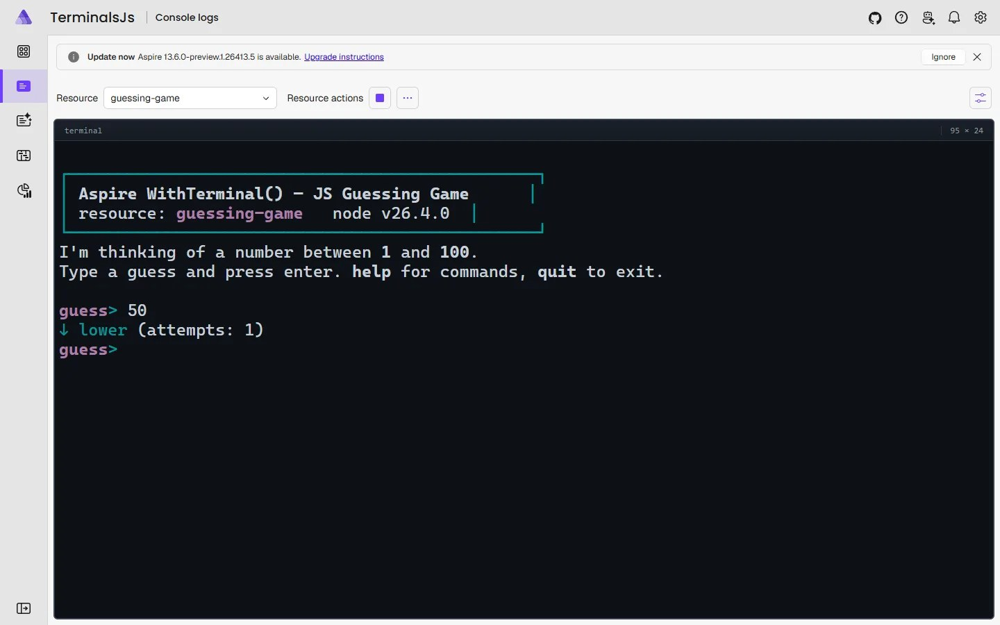 TerminalsJs
Console logs
Update now Aspire 13.6.0-preview.1.26413.5 is available. Upgrade instructions
Ignore
Resource
guessing-game
Resource actions
terminal
95 × 24
Aspire WithTerminal() — JS Guessing Game
resource: guessing-game node v26.4.0
I'm thinking of a number between 1 and 100.
Type a guess and press enter. help for commands, quit to exit.
guess> 50
↓ lower (attempts: 1)
guess>